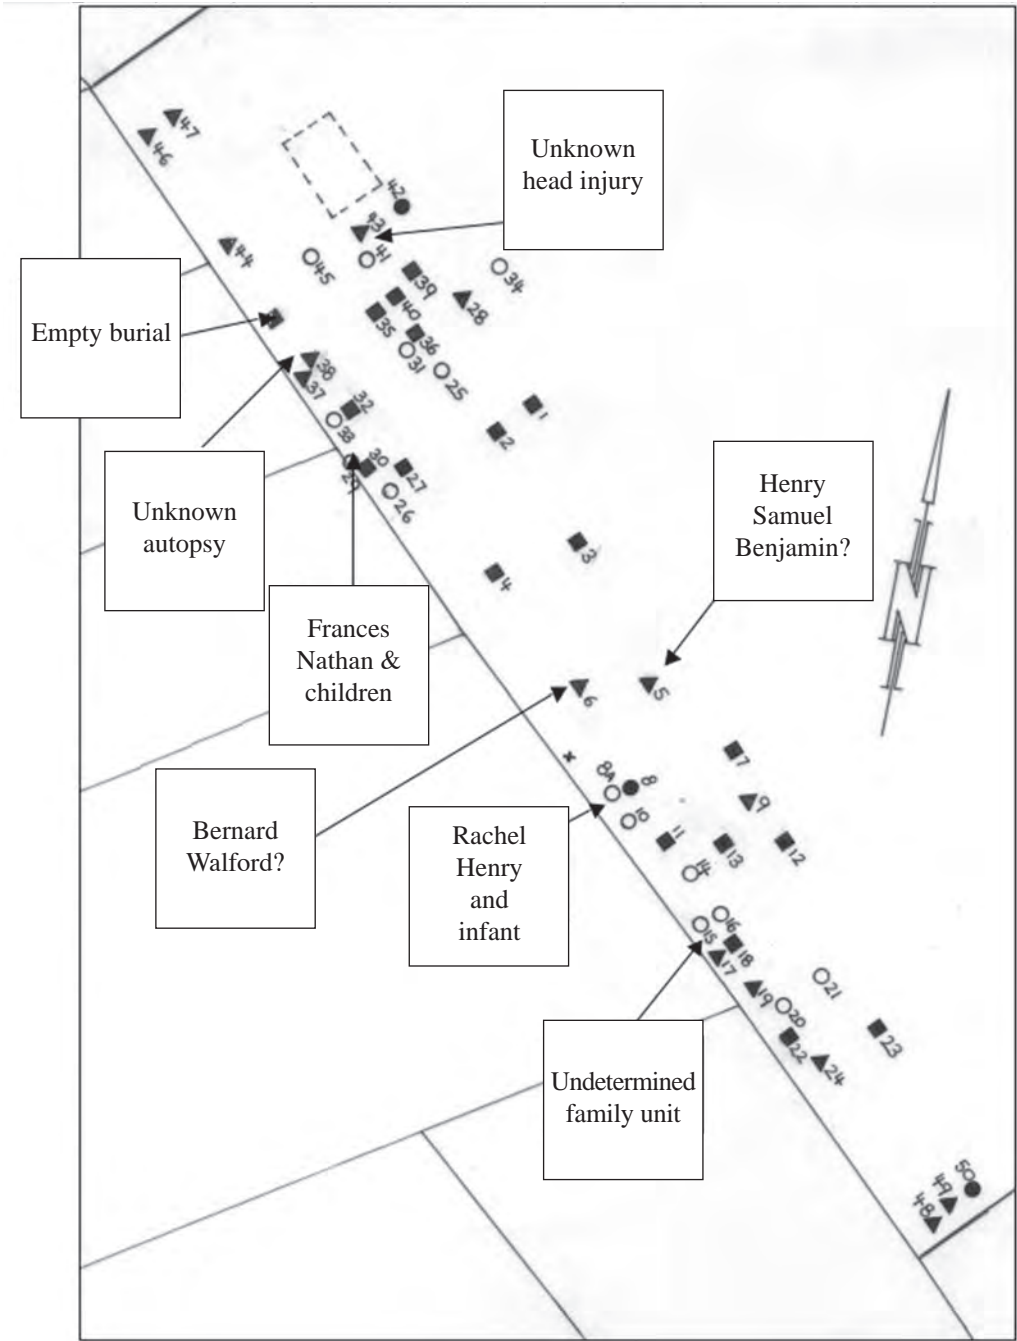 47
46
Unknown
head injury
42
43
44
45
41
39
34
40
28
35
Empty burial
36
31
25
38
37
32
1
33
2
30
29
27
26
Unknown
autopsy
Henry
Samuel
Benjamin?
3
4
Frances
Nathan &
children
6
5
7
x
8A
8
9
10
Bernard
Walford?
Rachel
Henry
and
infant
11
13
12
14
16
15
18
17
19
21
20
23
22
24
Undetermined
family unit
50
49
48